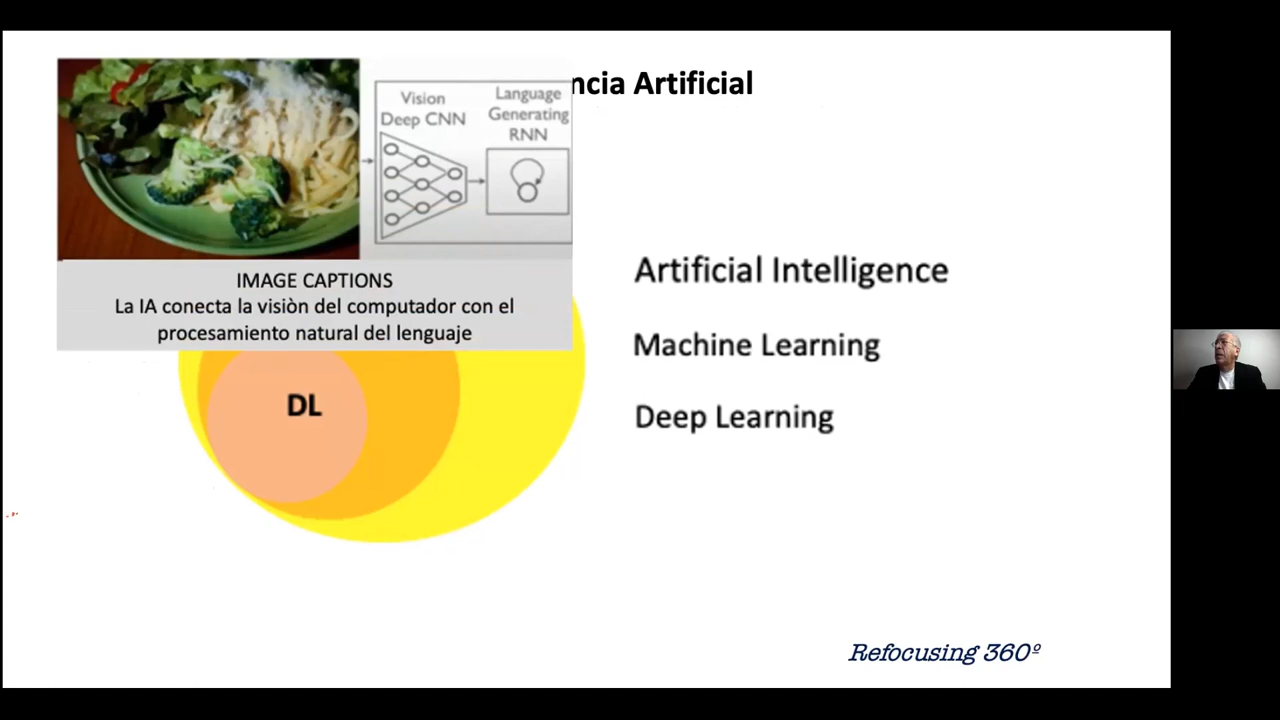 ncia Artificial
Vision
Deep CNN
Language
Generating
RNN
IMAGE CAPTIONS
La IA conecta la visiòn del computador con el
procesamiento natural del lenguaje
DL
Artificial Intelligence
Machine Learning
Deep Learning
Refocusing 360º